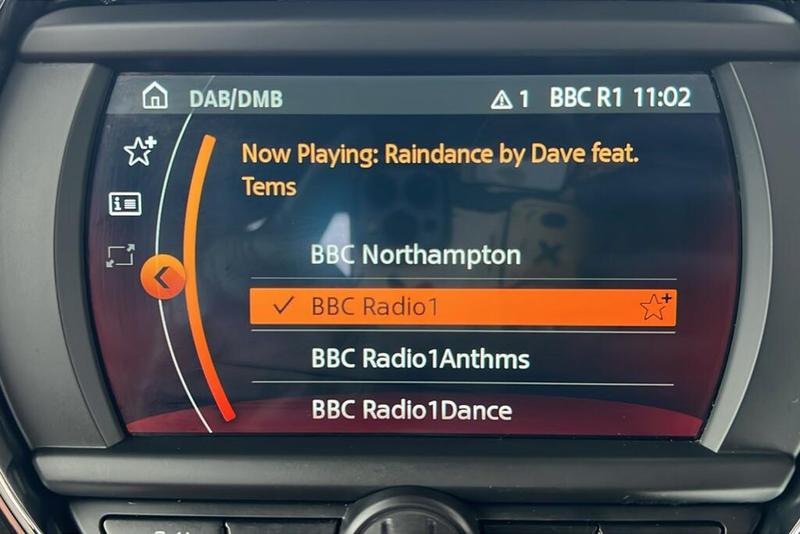 DAB/DMB 1 BBC R1 11:02
Now Playing: Raindance by Dave feat.
Tems
BBC Northampton
BBC Radio1
BBC Radio1Anthms
BBC Radio1Dance